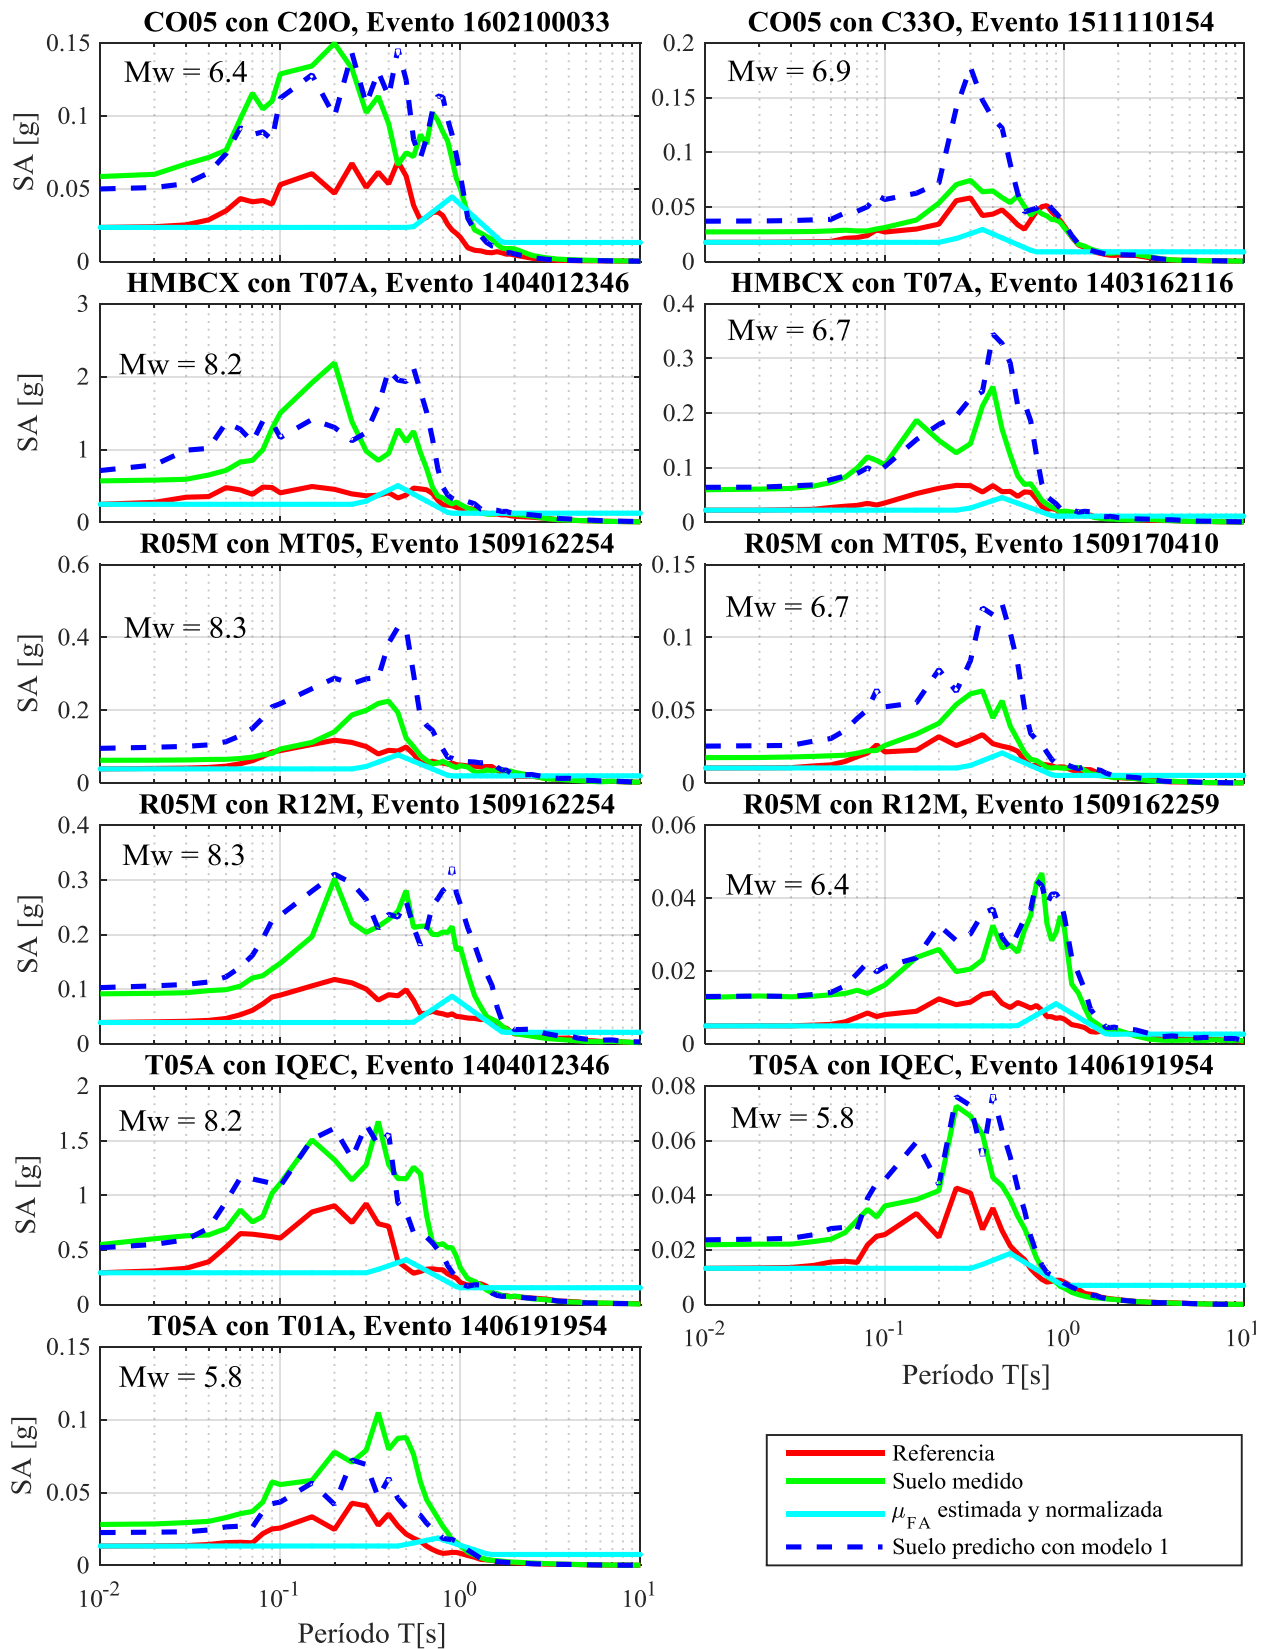 CO05 con C20O, Evento 1602100033
CO05 con C33O, Evento 1511110154
0.15
0.1
0.05
0
SA [g]
Mw = 6.4
0.2
0.15
0.1
0.05
0
Mw = 6.9
HMBCX con T07A, Evento 1404012346
HMBCX con T07A, Evento 1403162116
3
2
1
0
SA [g]
Mw = 8.2
0.4
0.3
0.2
0.1
0
Mw = 6.7
R05M con MT05, Evento 1509162254
R05M con MT05, Evento 1509170410
0.6
0.4
0.2
0
SA [g]
Mw = 8.3
0.15
0.1
0.05
0
Mw = 6.7
R05M con R12M, Evento 1509162254
R05M con R12M, Evento 1509162259
0.4
0.3
0.2
0.1
0
SA [g]
Mw = 8.3
0.06
0.04
0.02
0
Mw = 6.4
T05A con IQEC, Evento 1404012346
T05A con IQEC, Evento 1406191954
2
1.5
1
0.5
0
SA [g]
Mw = 8.2
0.08
0.06
0.04
0.02
0
Mw = 5.8
10⁻² 10⁻¹ 10⁰ 10¹
Período T[s]
T05A con T01A, Evento 1406191954
0.15
0.1
0.05
0
SA [g]
Mw = 5.8
10⁻² 10⁻¹ 10⁰ 10¹
Período T[s]
Referencia
Suelo medido
μ_FA estimada y normalizada
Suelo predicho con modelo 1